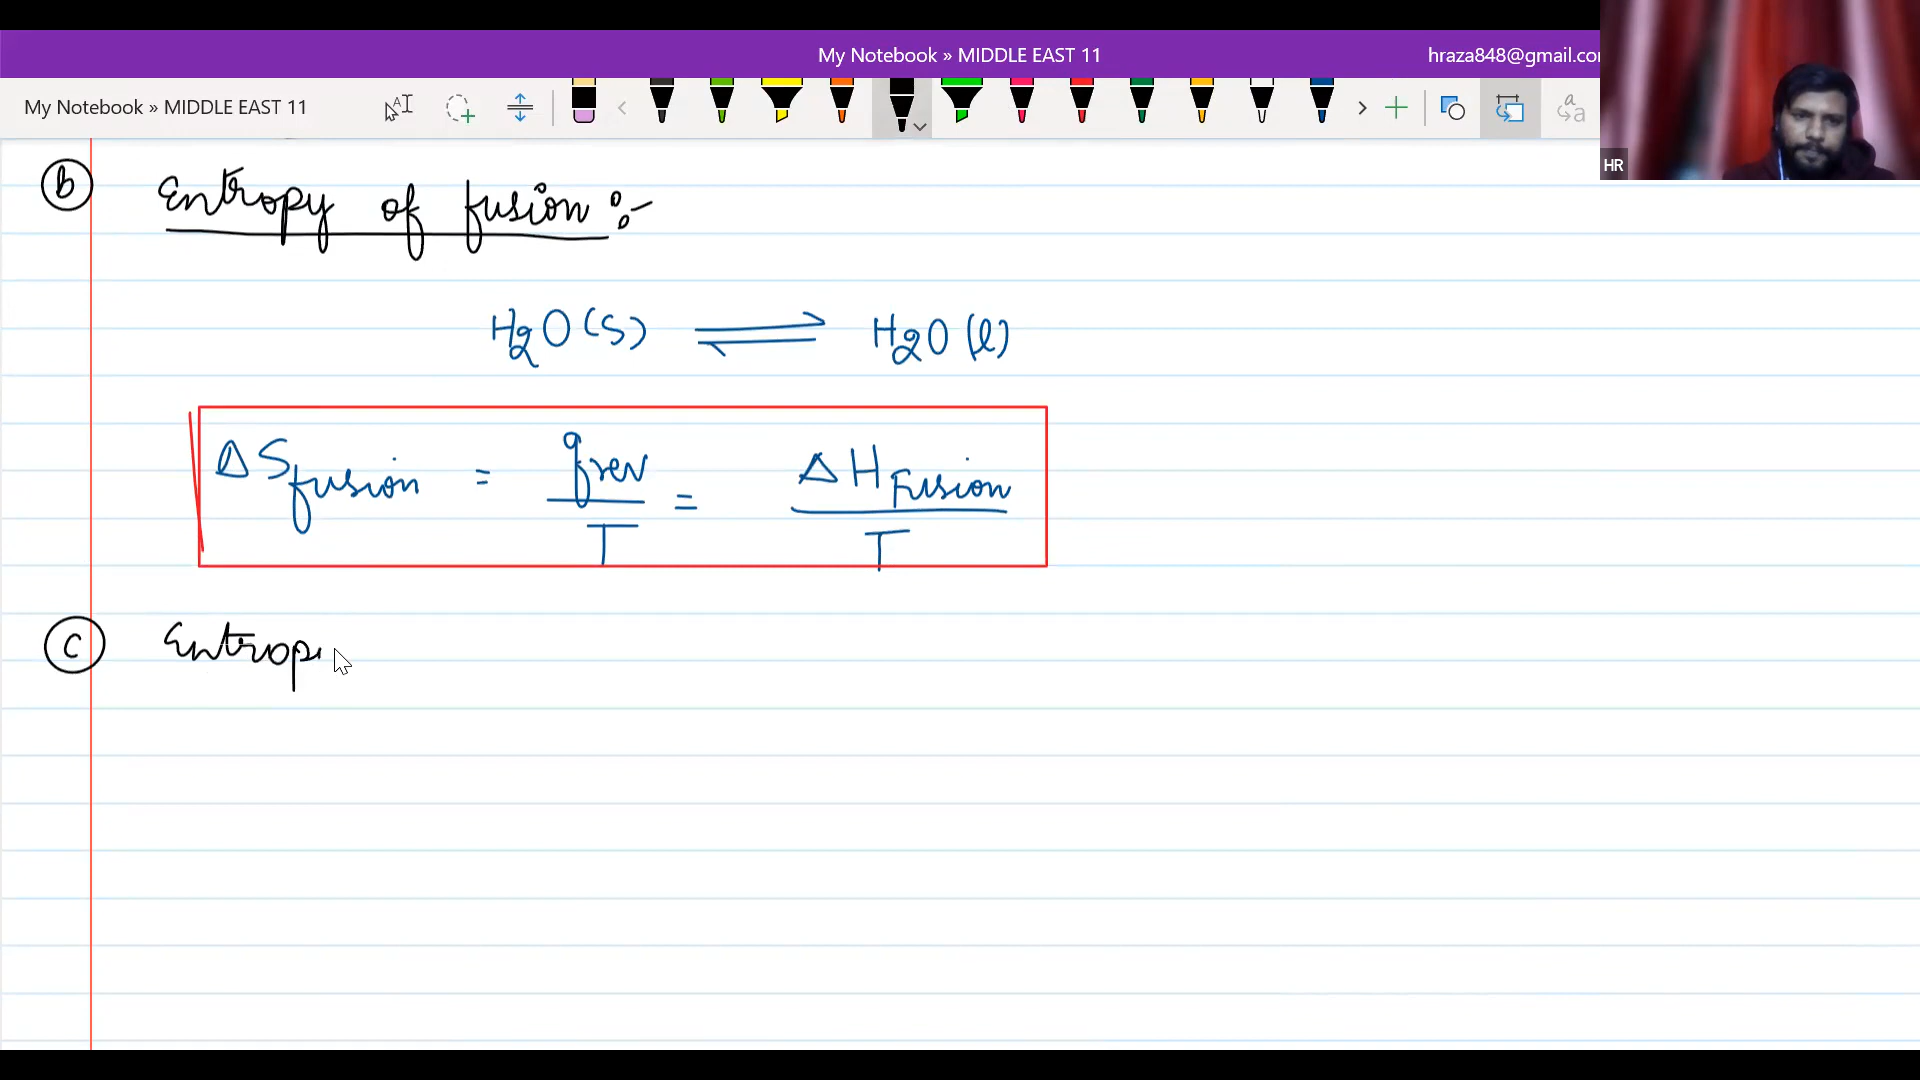 My Notebook » MIDDLE EAST 11
hraza848@gmail.co
My Notebook » MIDDLE EAST 11
HR
b Entropy of fusion :-
H2O(s) ⇌ H2O(l)
ΔSfusion = qrev/T = ΔHFusion/T
c Entrop